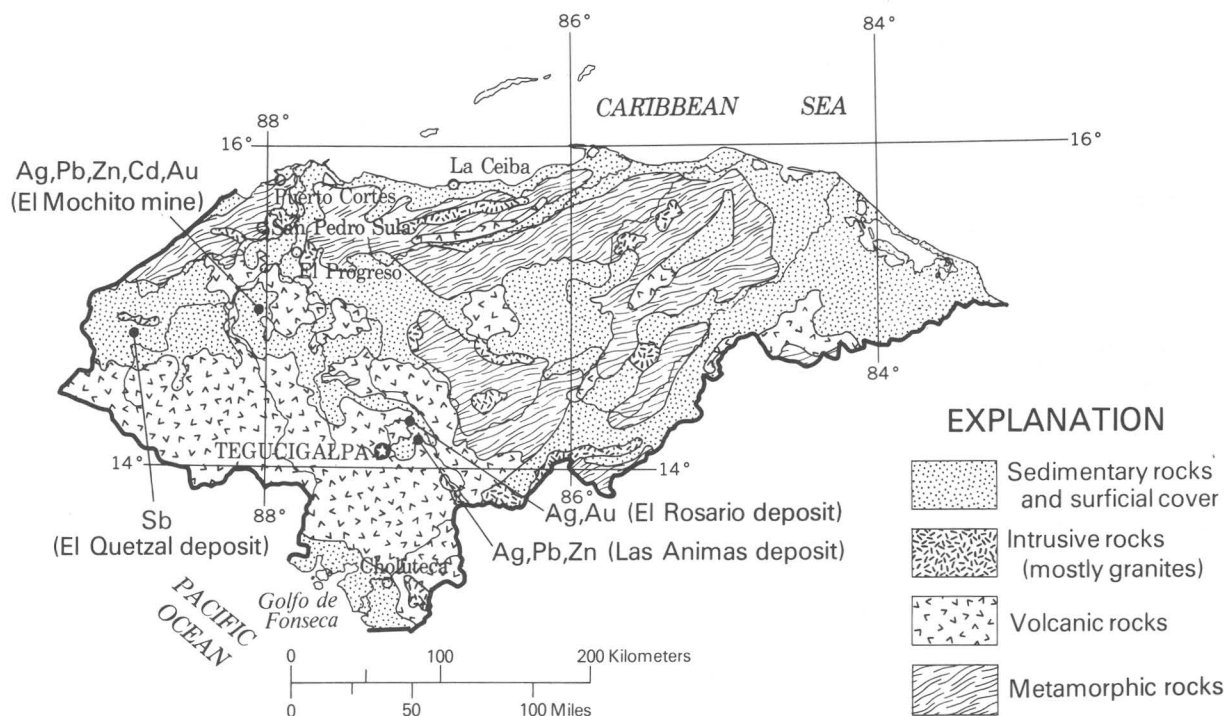 86°
84°
CARIBBEAN SEA
88°
16°
16°
Ag,Pb,Zn,Cd,Au
(El Mochito mine)
La Ceiba
Puerto Cortes
San Pedro Sula
El Progreso
84°
EXPLANATION
TEGUCIGALPA
14°
14°
86°
88°
Sedimentary rocks
and surficial cover
Sb
(El Quetzal deposit)
Ag,Au (El Rosario deposit)
Ag,Pb,Zn (Las Animas deposit)
Intrusive rocks
(mostly granites)
Choluteca
Golfo de
Fonseca
PACIFIC
OCEAN
Volcanic rocks
0 100 200 Kilometers
0 50 100 Miles
Metamorphic rocks